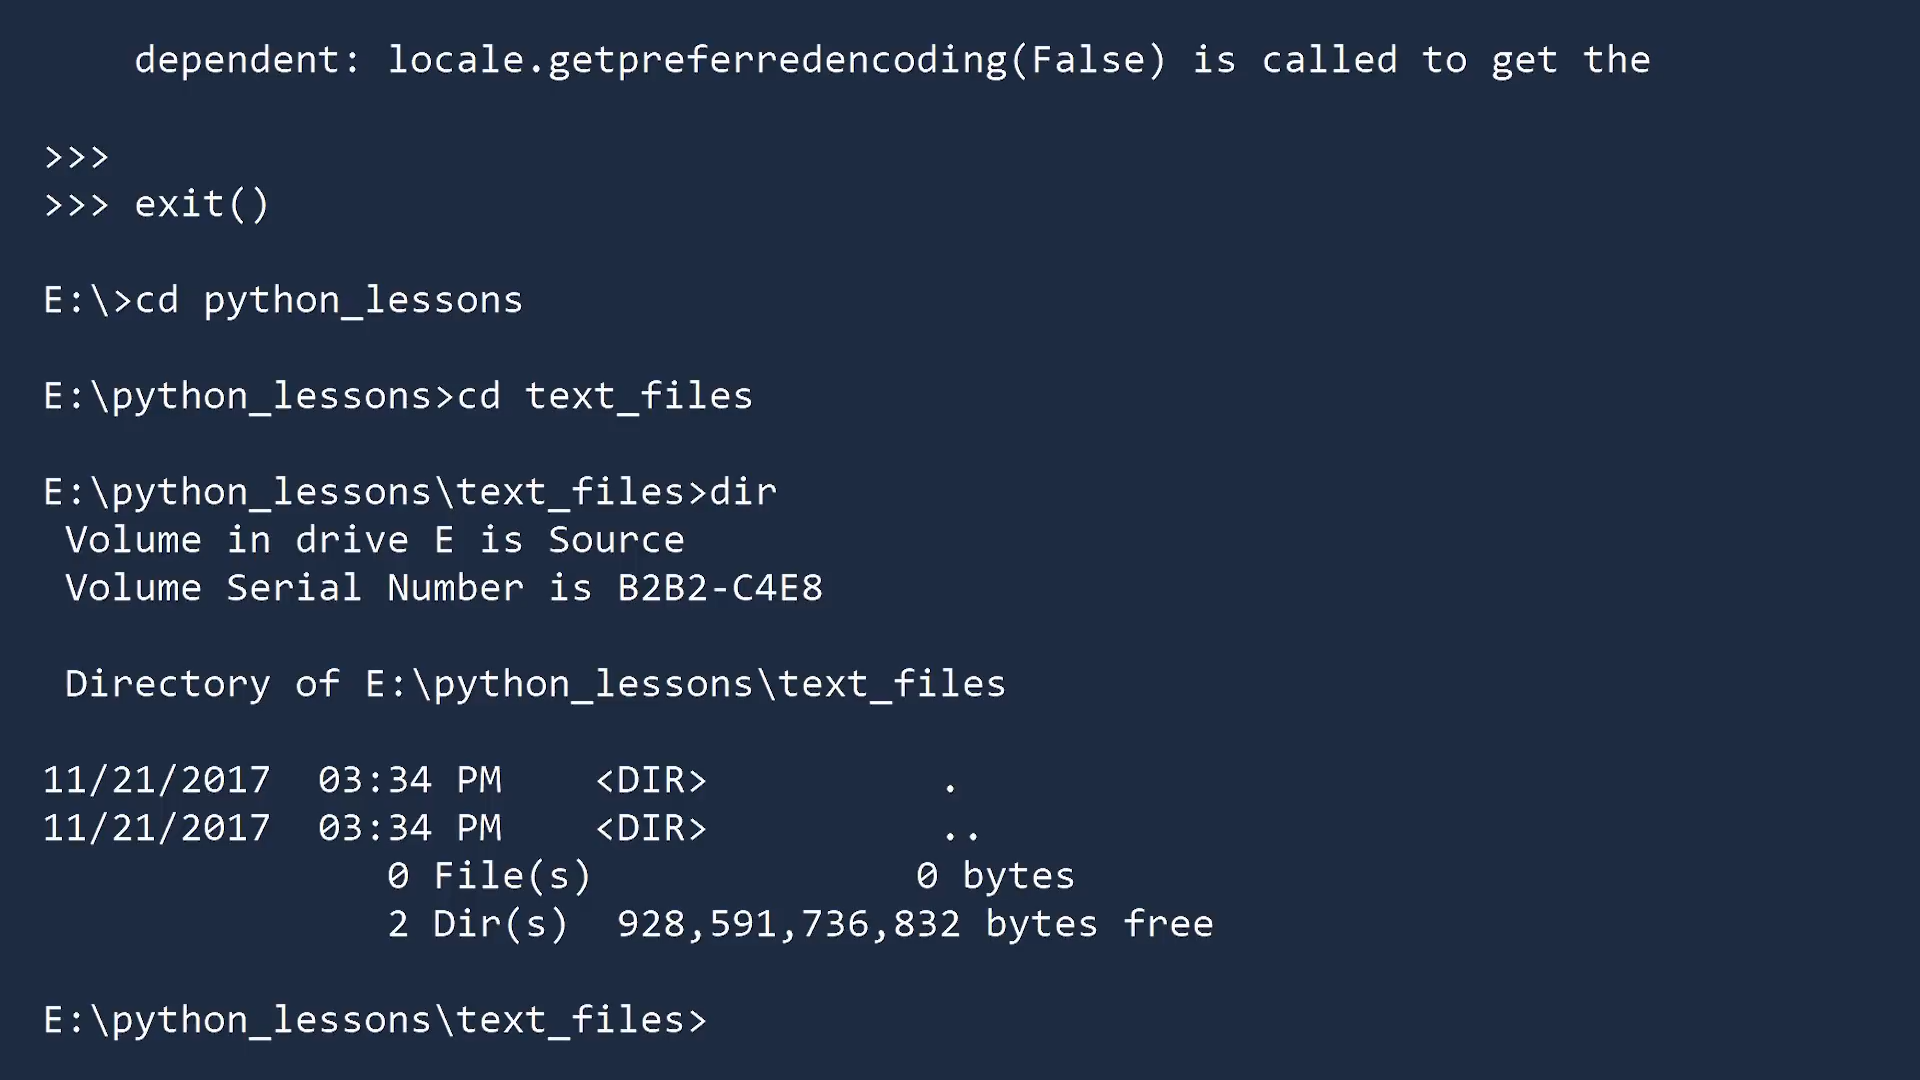 dependent: locale.getpreferredencoding(False) is called to get the
>>>
>>> exit()
E:\>cd python_lessons
E:\python_lessons>cd text_files
E:\python_lessons\text_files>dir
Volume in drive E is Source
Volume Serial Number is B2B2-C4E8
Directory of E:\python_lessons\text_files
11/21/2017  03:34 PM    <DIR>          .
11/21/2017  03:34 PM    <DIR>          ..
0 File(s)              0 bytes
2 Dir(s)  928,591,736,832 bytes free
E:\python_lessons\text_files>